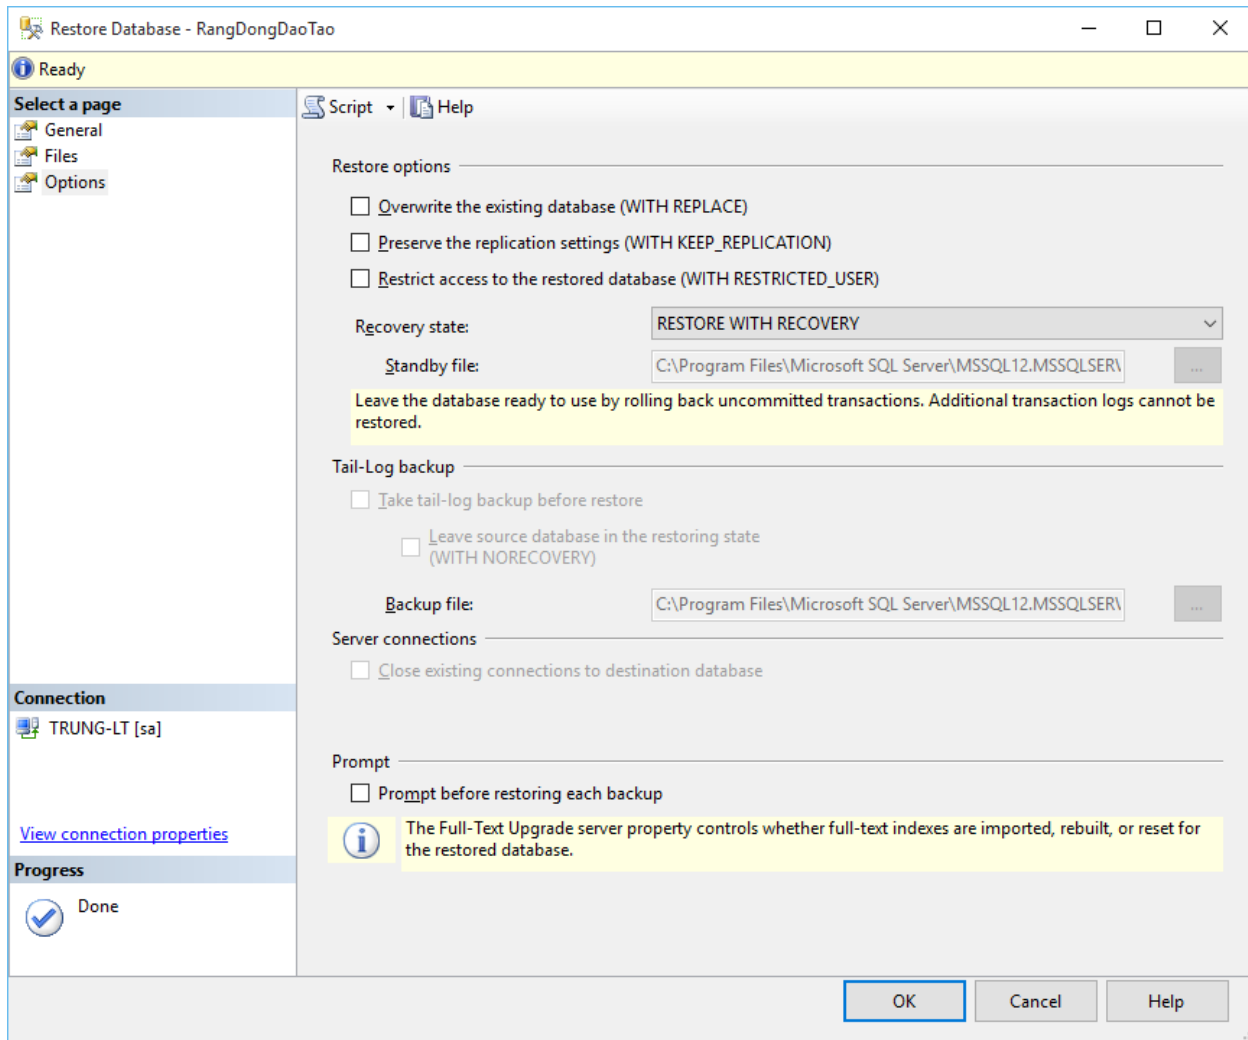 Restore Database - RangDongDaoTao
Ready
Select a page
General
Files
Options
Connection
TRUNG-LT [sa]
View connection properties
Progress
Done
Script
Help
Restore options
Overwrite the existing database (WITH REPLACE)
Preserve the replication settings (WITH KEEP_REPLICATION)
Restrict access to the restored database (WITH RESTRICTED_USER)
Recovery state:
RESTORE WITH RECOVERY
Standby file:
C:\Program Files\Microsoft SQL Server\MSSQL12.MSSQLSER\
...
Leave the database ready to use by rolling back uncommitted transactions. Additional transaction logs cannot be
restored.
Tail-Log backup
Take tail-log backup before restore
Leave source database in the restoring state
(WITH NORECOVERY)
Backup file:
C:\Program Files\Microsoft SQL Server\MSSQL12.MSSQLSER\
...
Server connections
Close existing connections to destination database
Prompt
Prompt before restoring each backup
The Full-Text Upgrade server property controls whether full-text indexes are imported, rebuilt, or reset for
the restored database.
OK
Cancel
Help